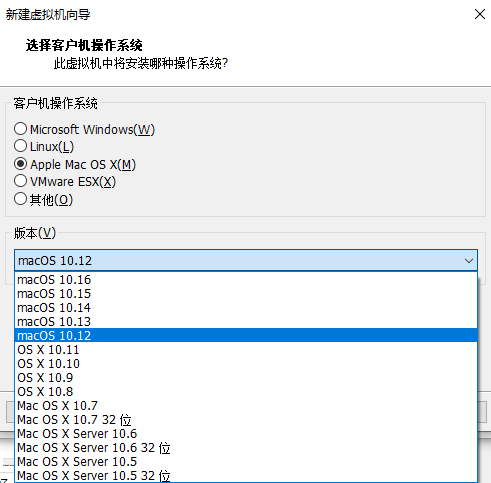 新建虚拟机向导
选择客户机操作系统
此虚拟机中将安装哪种操作系统?
客户机操作系统
Microsoft Windows(W)
Linux(L)
Apple Mac OS X(M)
VMware ESX(X)
其他(O)
版本(V)
macOS 10.12
macOS 10.16
macOS 10.15
macOS 10.14
macOS 10.13
macOS 10.12
OS X 10.11
OS X 10.10
OS X 10.9
OS X 10.8
Mac OS X 10.7
Mac OS X 10.7 32 位
Mac OS X Server 10.6
Mac OS X Server 10.6 32 位
Mac OS X Server 10.5
Mac OS X Server 10.5 32 位